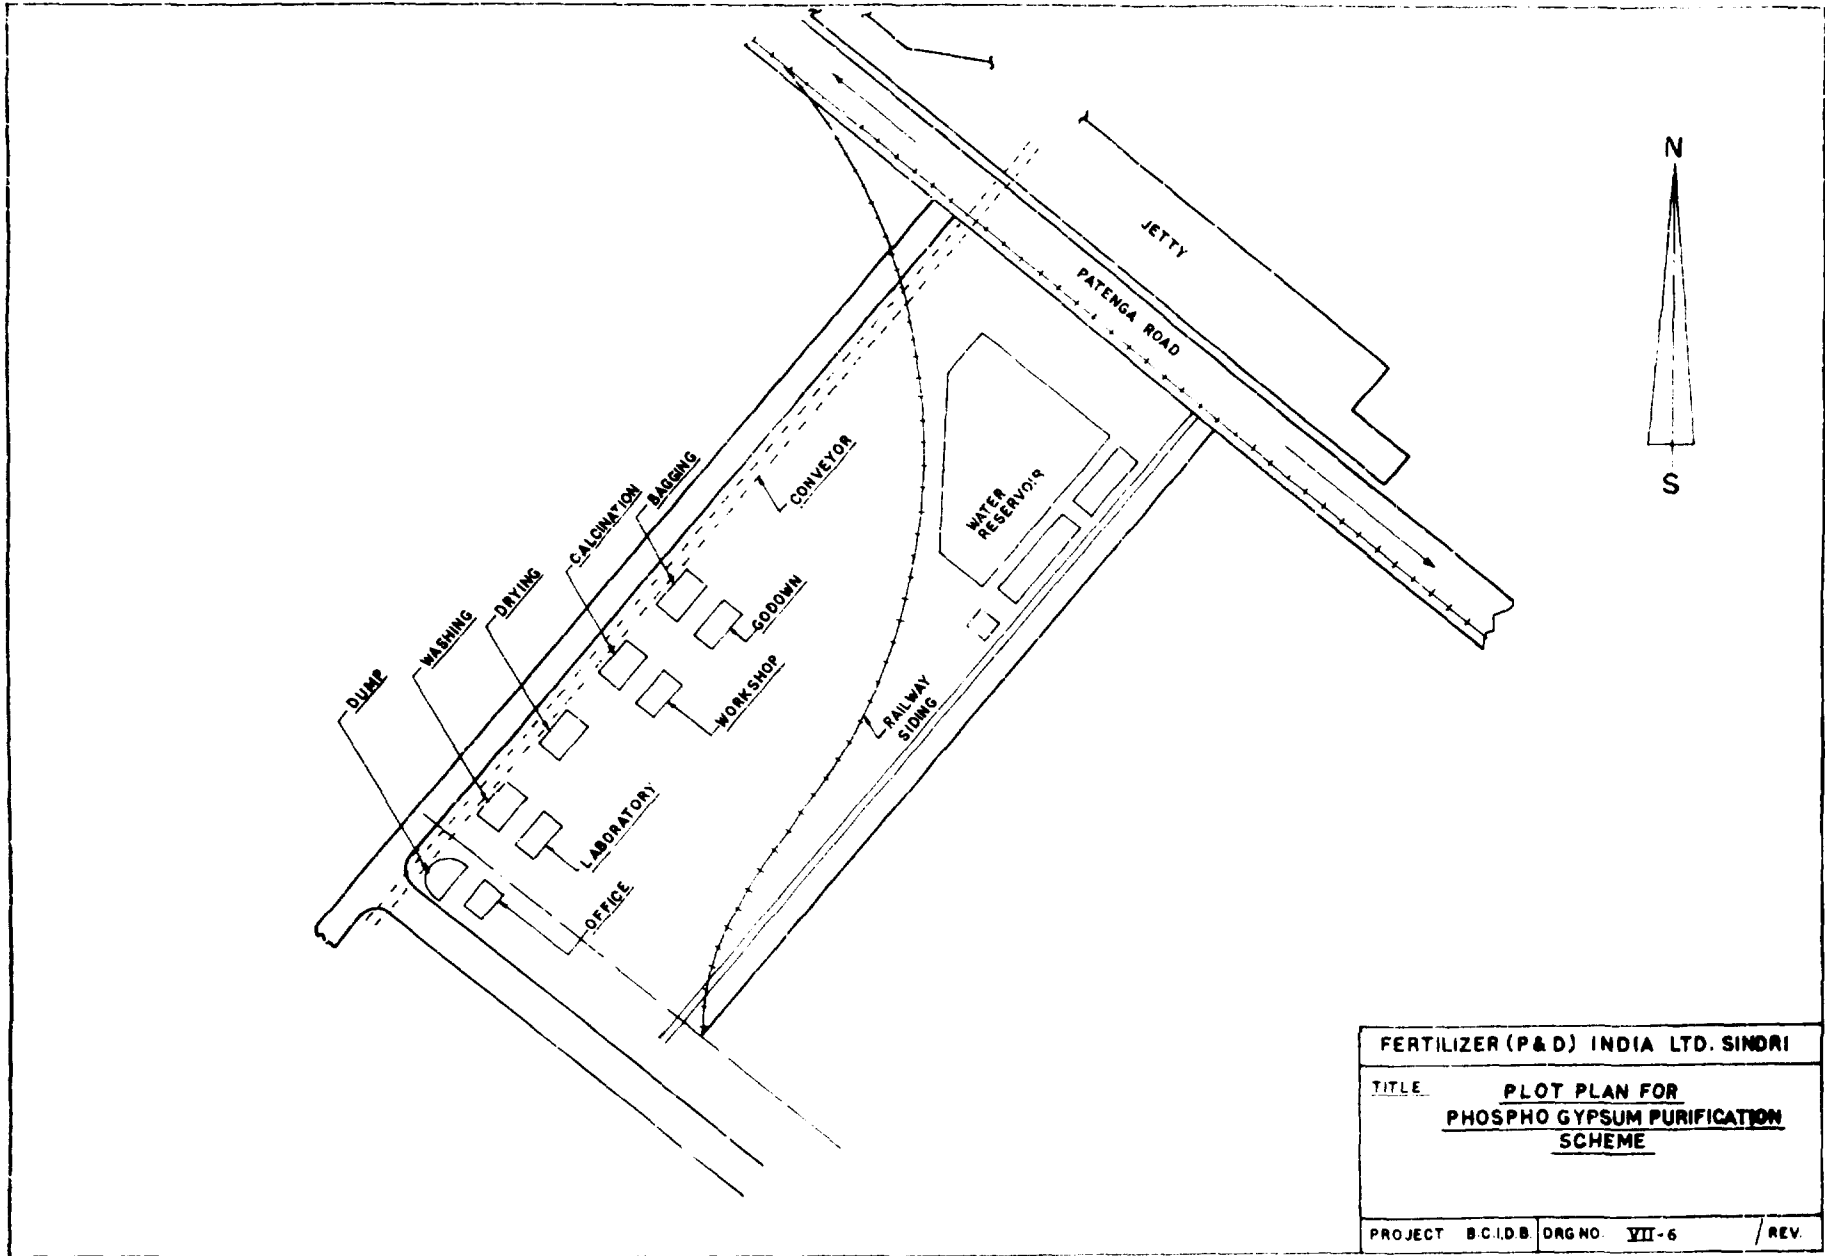 N
S
JETTY
PATENGA ROAD
CONVEYOR
BAGGING
CALCINATION
DRYING
WASHING
DUMP
WATER
RESERVOIR
GODOWN
WORKSHOP
RAILWAY
SIDING
LABORATORY
OFFICE
FERTILIZER (P & D) INDIA LTD. SINDRI
TITLE
PLOT PLAN FOR
PHOSPHO GYPSUM PURIFICATION
SCHEME
PROJECT B.C.I.D.B. DRG NO. VII-6 / REV.